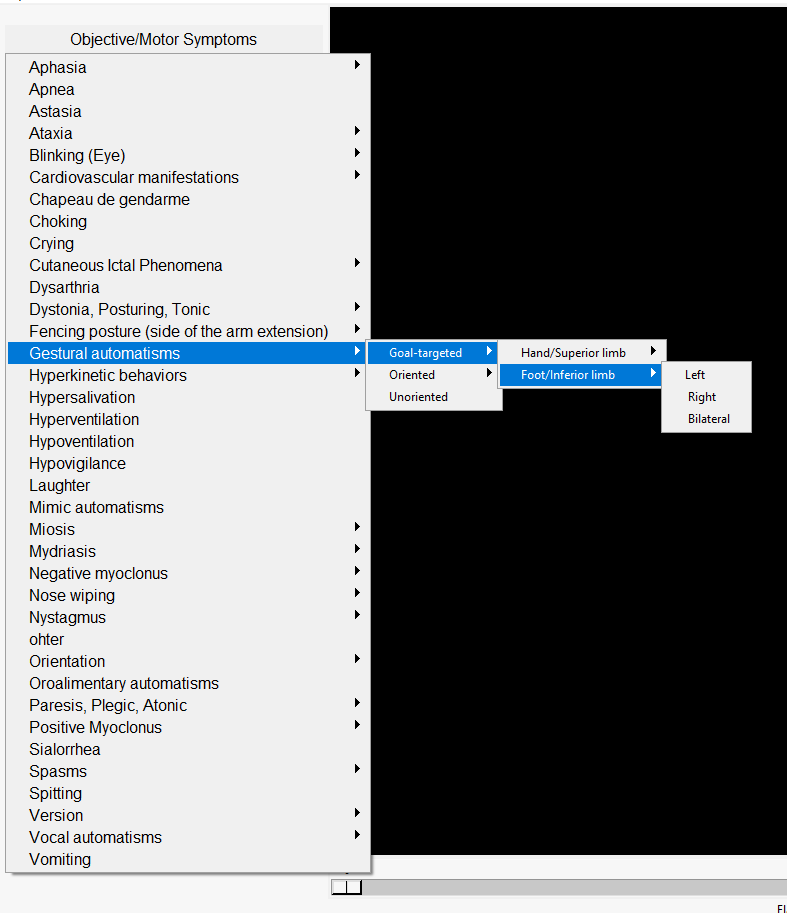 Objective/Motor Symptoms
Aphasia
Apnea
Astasia
Ataxia
Blinking (Eye)
Cardiovascular manifestations
Chapeau de gendarme
Choking
Crying
Cutaneous Ictal Phenomena
Dysarthria
Dystonia, Posturing, Tonic
Fencing posture (side of the arm extension)
Gestural automatisms
Hyperkinetic behaviors
Hypersalivation
Hyperventilation
Hypoventilation
Hypovigilance
Laughter
Mimic automatisms
Miosis
Mydriasis
Negative myoclonus
Nose wiping
Nystagmus
ohter
Orientation
Oroalimentary automatisms
Paresis, Plegic, Atonic
Positive Myoclonus
Sialorrhea
Spasms
Spitting
Version
Vocal automatisms
Vomiting
Goal-targeted
Oriented
Unoriented
Hand/Superior limb
Foot/Inferior limb
Left
Right
Bilateral